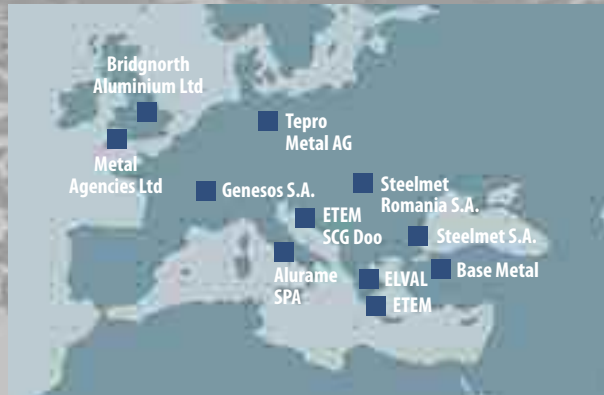 Bridgnorth
Aluminium Ltd
Tepro
Metal AG
Metal
Agencies Ltd
Genesos S.A.
Steelmet
Romania S.A.
ETEM
SCG Doo
Steelmet S.A.
Alurame
SPA
Base Metal
ELVAL
ETEM